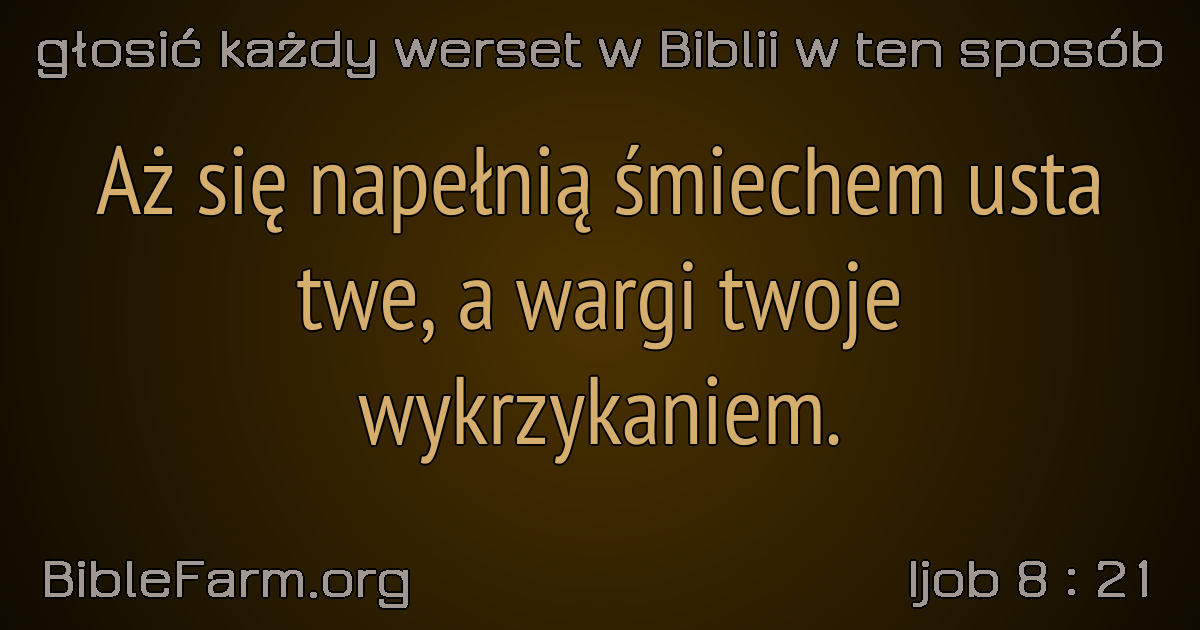 głosić każdy werset w Biblii w ten sposób
Aż się napełnią śmiechem usta
twe, a wargi twoje
wykrzykaniem.
BibleFarm.org
Ijob 8 : 21